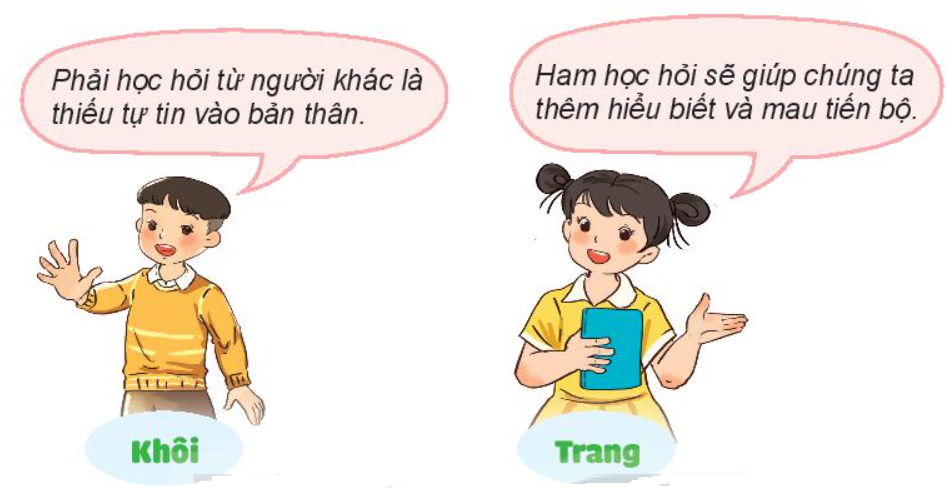 Phải học hỏi từ người khác là
thiếu tự tin vào bản thân.
Ham học hỏi sẽ giúp chúng ta
thêm hiểu biết và mau tiến bộ.
Khôi
Trang